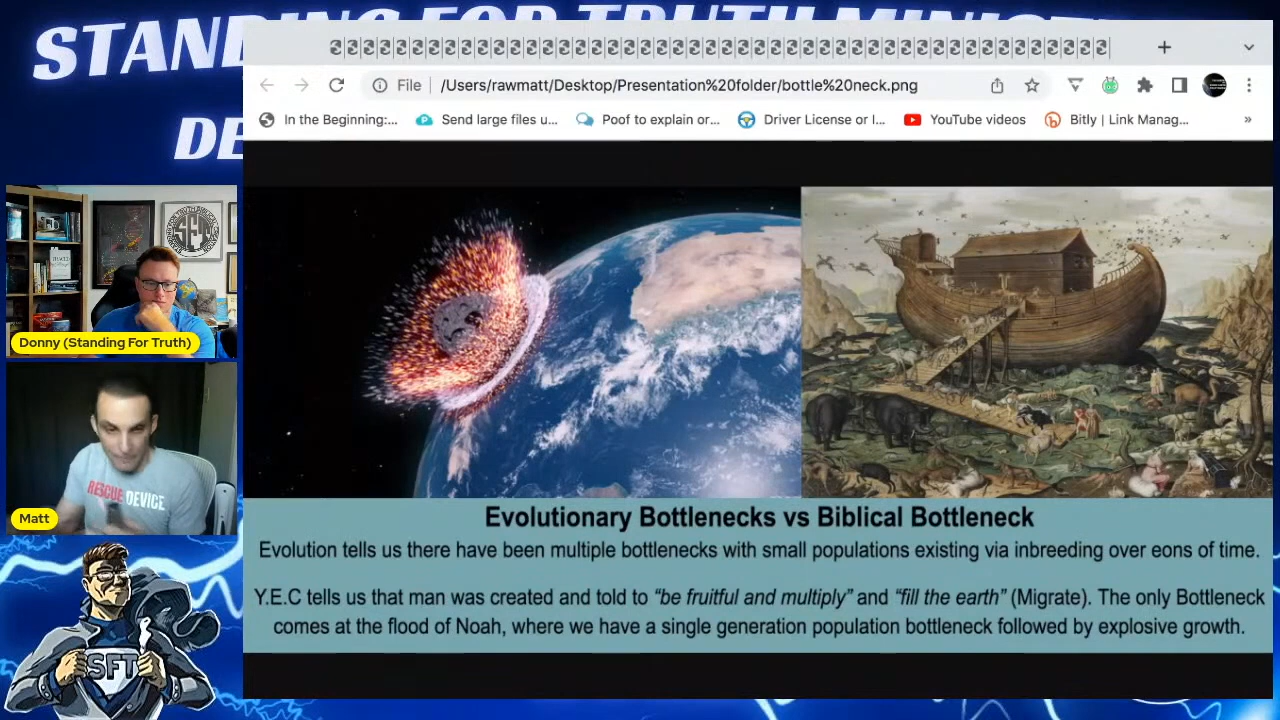 STANDING FOR TRUTH
DE
File
/Users/rawmatt/Desktop/Presentation%20folder/bottle%20neck.png
In the Beginning:...
Send large files u...
Poof to explain or...
Driver License or I...
YouTube videos
Bitly | Link Manag...
»
SFT
Donny (Standing For Truth)
RESCUE DEVICE
Matt
SFT
Evolutionary Bottlenecks vs Biblical Bottleneck
Evolution tells us there have been multiple bottlenecks with small populations existing via inbreeding over eons of time.
Y.E.C tells us that man was created and told to “be fruitful and multiply” and “fill the earth” (Migrate). The only Bottleneck
comes at the flood of Noah, where we have a single generation population bottleneck followed by explosive growth.